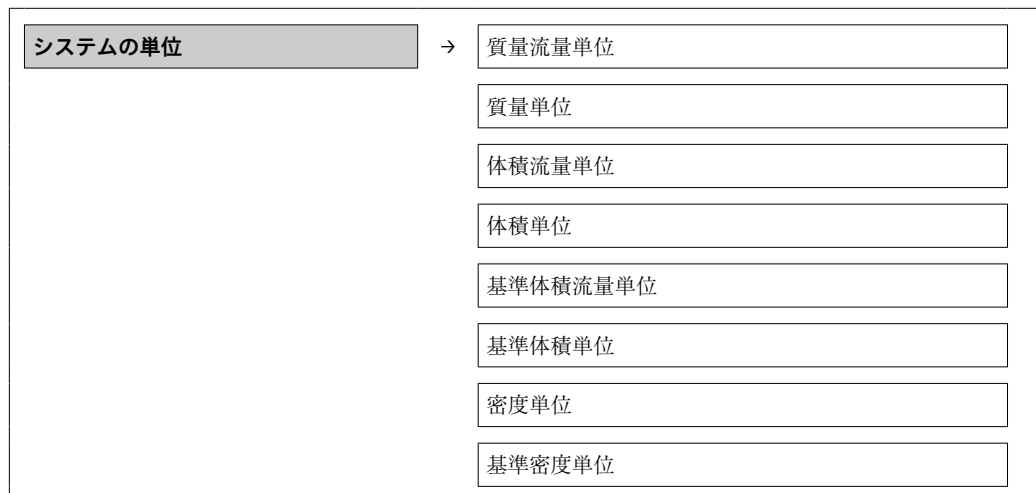 システムの単位 → 質量流量単位
質量単位
体積流量単位
体積単位
基準体積流量単位
基準体積単位
密度単位
基準密度単位